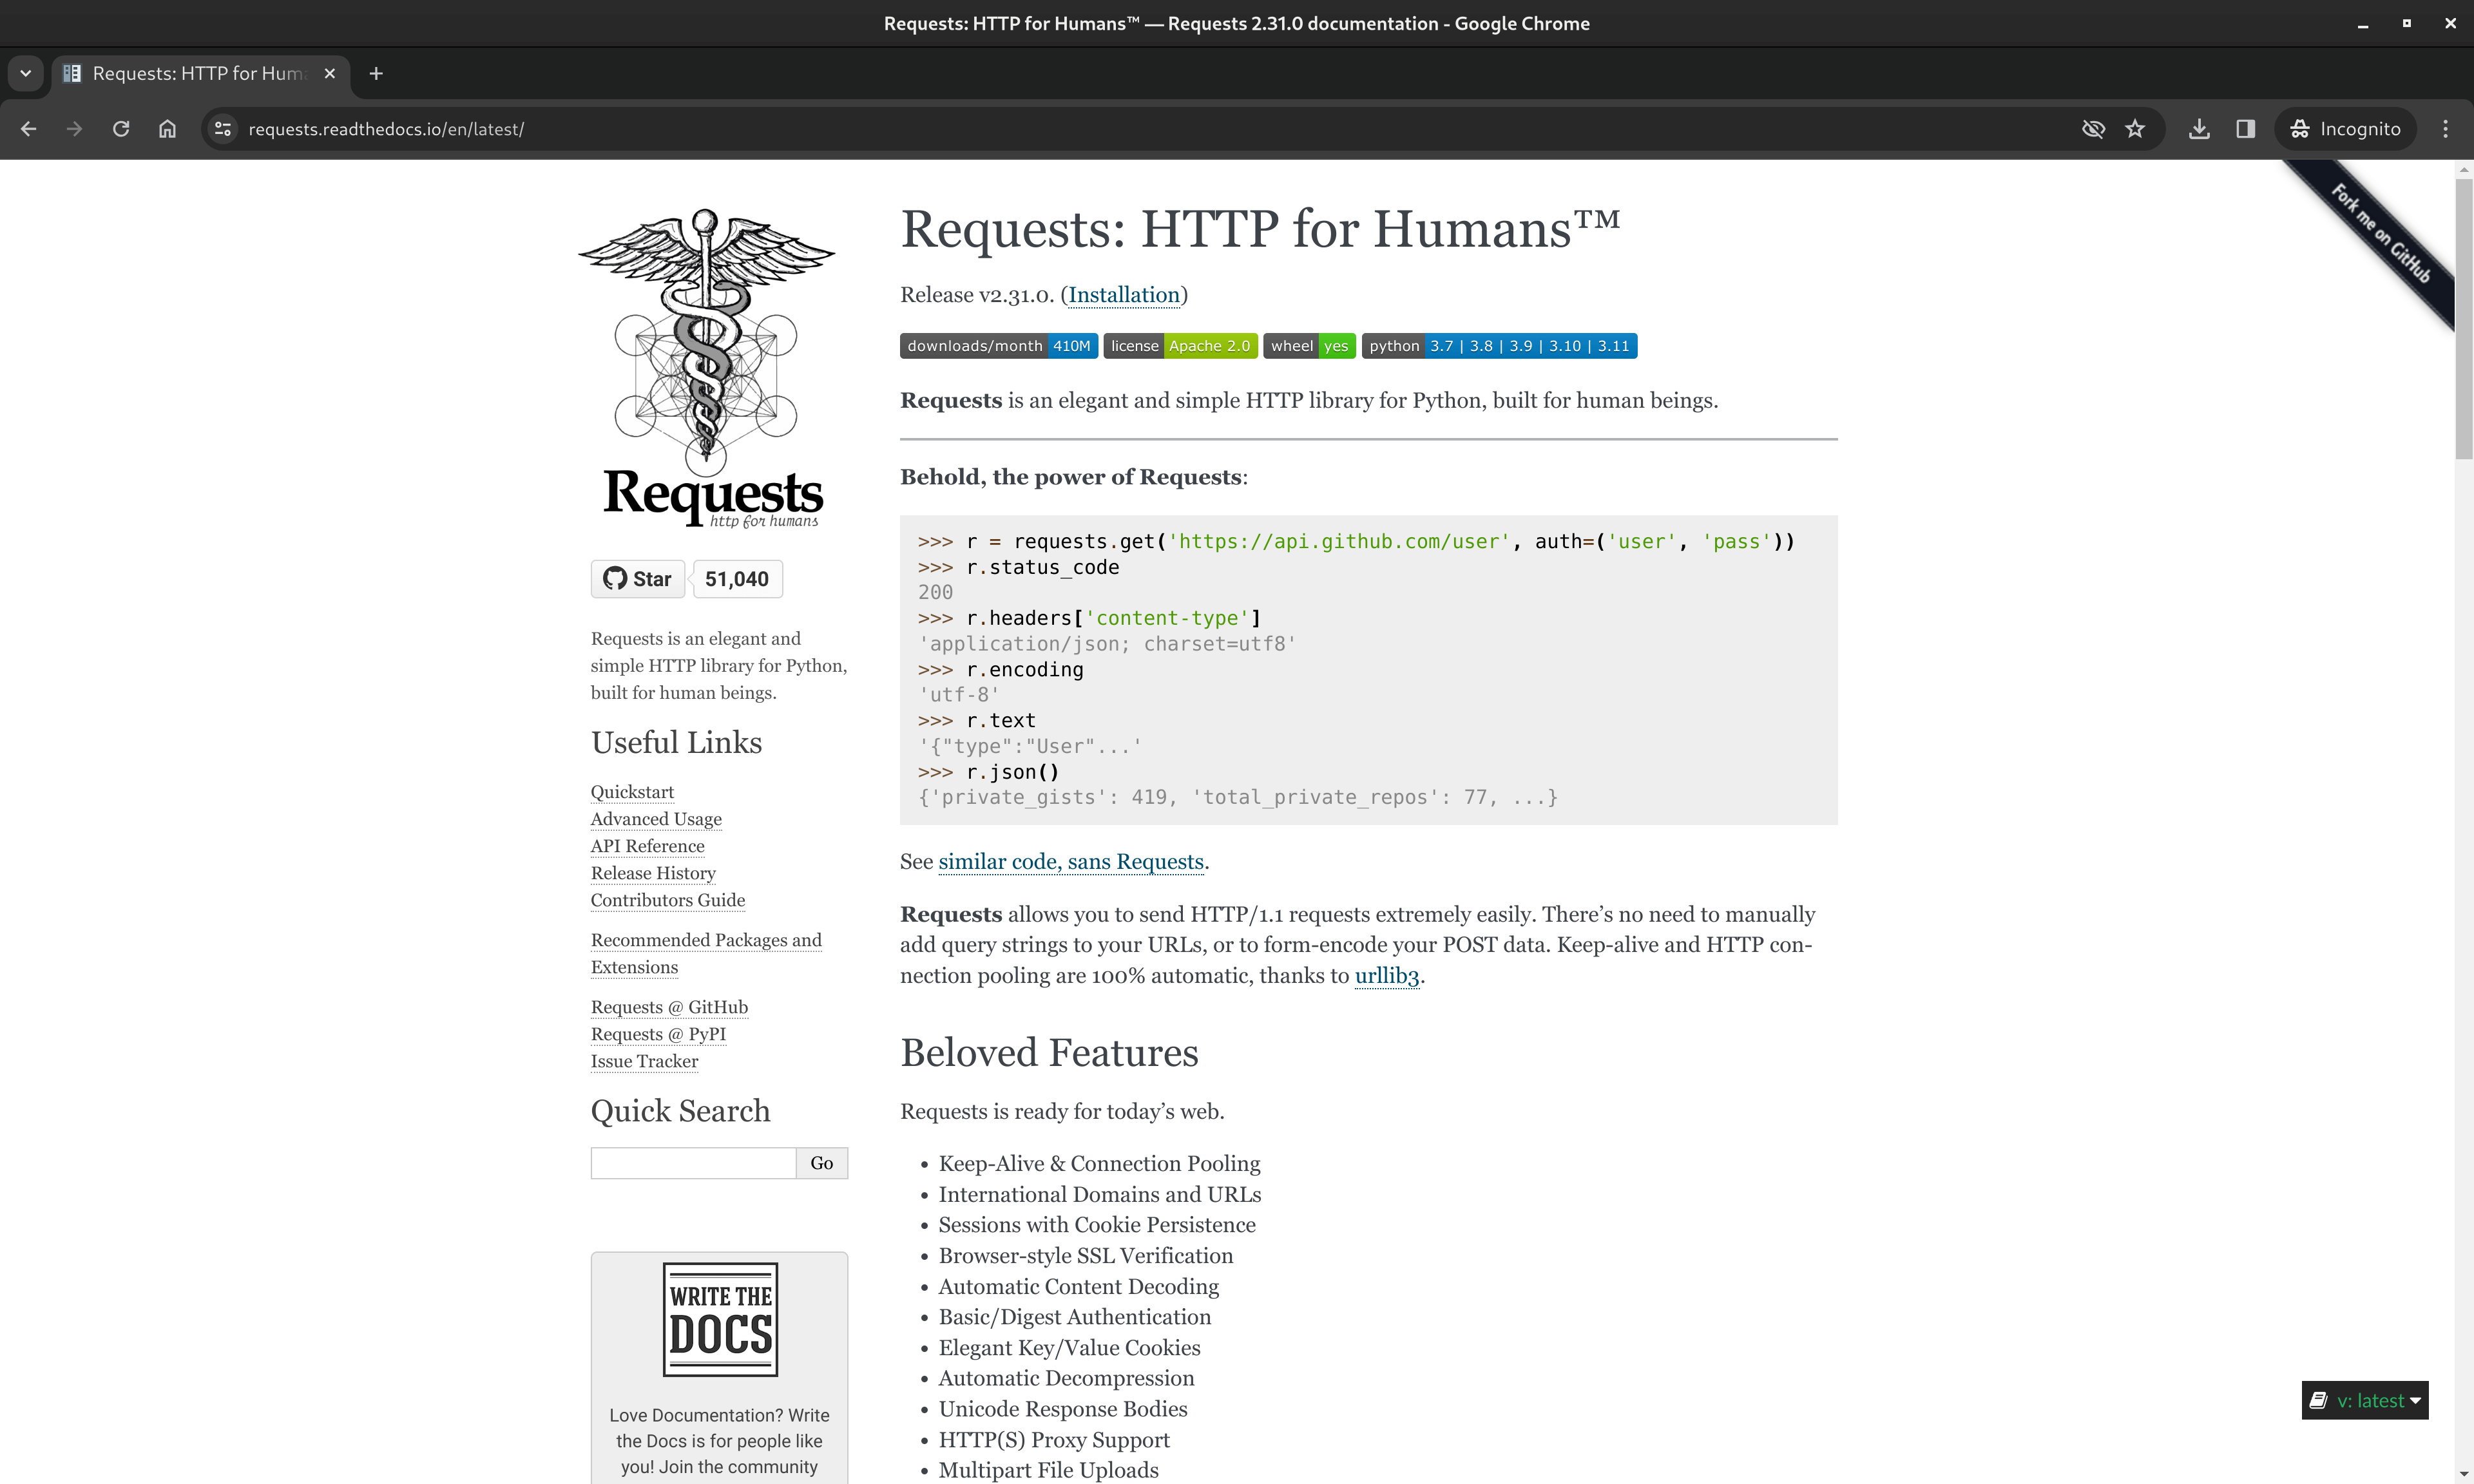 Requests: HTTP for Humans™ — Requests 2.31.0 documentation - Google Chrome
Requests: HTTP for Hum
requests.readthedocs.io/en/latest/
Incognito
Fork me on GitHub
Requests
http for humans
Star
51,040
Requests is an elegant and
simple HTTP library for Python,
built for human beings.
Useful Links
Quickstart
Advanced Usage
API Reference
Release History
Contributors Guide
Recommended Packages and
Extensions
Requests @ GitHub
Requests @ PyPI
Issue Tracker
Quick Search
Go
WRITE THE
DOCS
Love Documentation? Write
the Docs is for people like
you! Join the community
Requests: HTTP for Humans™
Release v2.31.0. (Installation)
downloads/month 410M license Apache 2.0 wheel yes python 3.7 | 3.8 | 3.9 | 3.10 | 3.11
Requests is an elegant and simple HTTP library for Python, built for human beings.
Behold, the power of Requests:
>>> r = requests.get('https://api.github.com/user', auth=('user', 'pass'))
>>> r.status_code
200
>>> r.headers['content-type']
'application/json; charset=utf8'
>>> r.encoding
'utf-8'
>>> r.text
'{"type":"User"...'
>>> r.json()
{'private_gists': 419, 'total_private_repos': 77, ...}
See similar code, sans Requests.
Requests allows you to send HTTP/1.1 requests extremely easily. There’s no need to manually
add query strings to your URLs, or to form-encode your POST data. Keep-alive and HTTP con-
nection pooling are 100% automatic, thanks to urllib3.
Beloved Features
Requests is ready for today’s web.
• Keep-Alive & Connection Pooling
• International Domains and URLs
• Sessions with Cookie Persistence
• Browser-style SSL Verification
• Automatic Content Decoding
• Basic/Digest Authentication
• Elegant Key/Value Cookies
• Automatic Decompression
• Unicode Response Bodies
• HTTP(S) Proxy Support
• Multipart File Uploads
v: latest